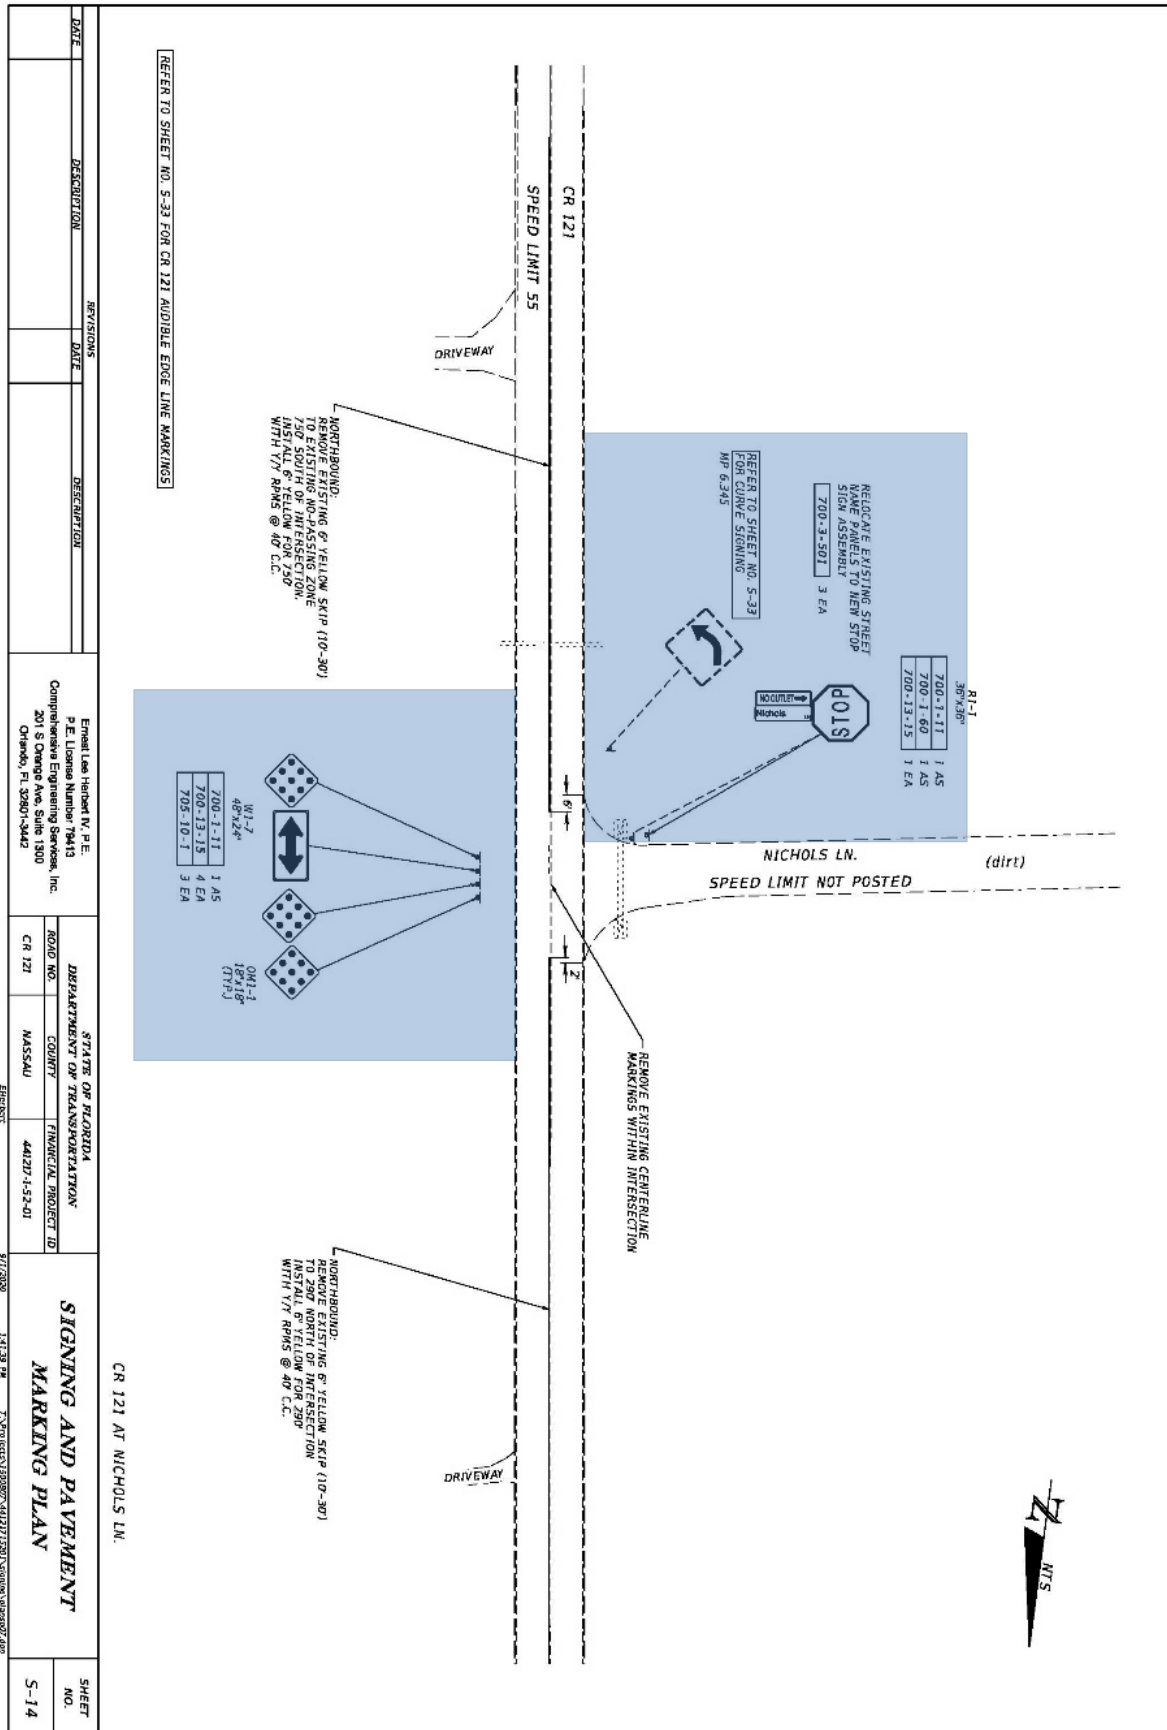 REFER TO SHEET NO. S-33 FOR CR 121 AUDIBLE EDGE LINE MARKINGS
CR 121
SPEED LIMIT 55
DRIVEWAY
NORTHBOUND:
REMOVE EXISTING 6" YELLOW SKIP (10'-30')
TO EXISTING NO-PASSING ZONE
750' SOUTH OF INTERSECTION.
INSTALL 6" YELLOW FOR 750'
WITH Y/Y RPMS @ 40' C.C.
RELOCATE EXISTING STREET
NAME PANELS TO NEW STOP
SIGN ASSEMBLY
700-3-501 3 EA
REFER TO SHEET NO. S-33
FOR CURVE SIGNING
MP 6.345
R1-1
36"x36"
700-1-11 1 AS
700-1-60 1 AS
700-13-15 1 EA
STOP
NO OUTLET
Nichols
6'
NICHOLS LN.
(dirt)
SPEED LIMIT NOT POSTED
2'
W1-7
48"x24"
700-1-11 1 AS
700-13-15 4 EA
705-10-1 3 EA
OM1-1
18"x18"
(TYP.)
REMOVE EXISTING CENTERLINE
MARKINGS WITHIN INTERSECTION
NORTHBOUND:
REMOVE EXISTING 6" YELLOW SKIP (10'-30')
TO 290' NORTH OF INTERSECTION
INSTALL 6" YELLOW FOR 290'
WITH Y/Y RPMS @ 40' C.C.
DRIVEWAY
N
NTS
CR 121 AT NICHOLS LN.
REVISIONS
DATE DESCRIPTION DATE DESCRIPTION
Ernest Lee Herbert IV, P.E.
P.E. License Number 79413
Comprehensive Engineering Services, Inc.
201 S Orange Ave, Suite 1300
Orlando, FL 32801-3442
STATE OF FLORIDA
DEPARTMENT OF TRANSPORTATION
ROAD NO. COUNTY FINANCIAL PROJECT ID
CR 121 NASSAU 441217-1-52-01
SIGNING AND PAVEMENT
MARKING PLAN
SHEET
NO.
S-14
EHerbert 9/1/2020 1:41:39 PM